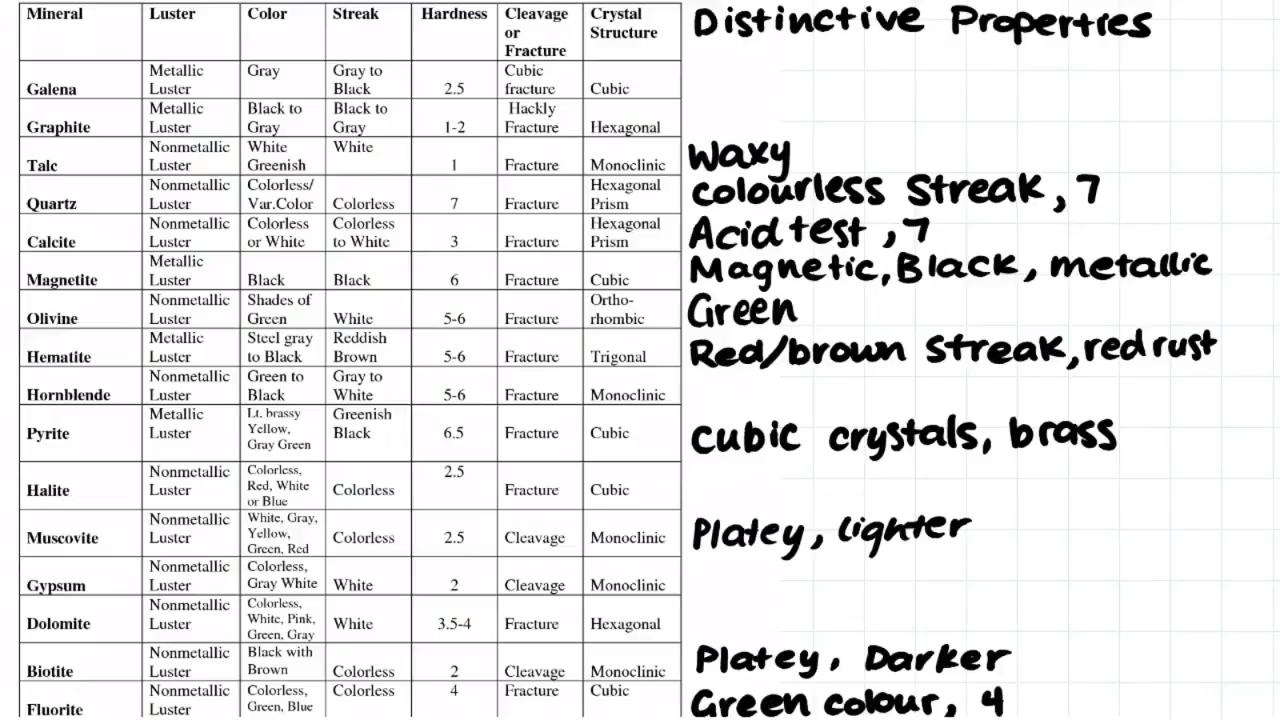 Mineral Luster Color Streak Hardness Cleavage or Fracture Crystal Structure Distinctive Properties
Galena Metallic Luster Gray Gray to Black 2.5 Cubic fracture Cubic
Graphite Metallic Luster Black to Gray Black to Gray 1-2 Hackly Fracture Hexagonal
Talc Nonmetallic Luster White Greenish White 1 Fracture Monoclinic Waxy
Quartz Nonmetallic Luster Colorless/ Var.Color Colorless 7 Fracture Hexagonal Prism colourless Streak, 7
Calcite Nonmetallic Luster Colorless or White Colorless to White 3 Fracture Hexagonal Prism Acid test, 7
Magnetite Metallic Luster Black Black 6 Fracture Cubic Magnetic, Black, metallic
Olivine Nonmetallic Luster Shades of Green White 5-6 Fracture Ortho-rhombic Green
Hematite Metallic Luster Steel gray to Black Reddish Brown 5-6 Fracture Trigonal Red/brown Streak, red rust
Hornblende Nonmetallic Luster Green to Black Gray to White 5-6 Fracture Monoclinic
Pyrite Metallic Luster Lt. brassy Yellow, Gray Green Greenish Black 6.5 Fracture Cubic cubic crystals, brass
Halite Nonmetallic Luster Colorless, Red, White or Blue Colorless 2.5 Fracture Cubic
Muscovite Nonmetallic Luster White, Gray, Yellow, Green, Red Colorless 2.5 Cleavage Monoclinic Platey, lighter
Gypsum Nonmetallic Luster Colorless, Gray White White 2 Cleavage Monoclinic
Dolomite Nonmetallic Luster Colorless, White, Pink, Green, Gray White 3.5-4 Fracture Hexagonal
Biotite Nonmetallic Luster Black with Brown Colorless 2 Cleavage Monoclinic Platey, Darker
Fluorite Nonmetallic Luster Colorless, Green, Blue Colorless 4 Fracture Cubic Green colour, 4